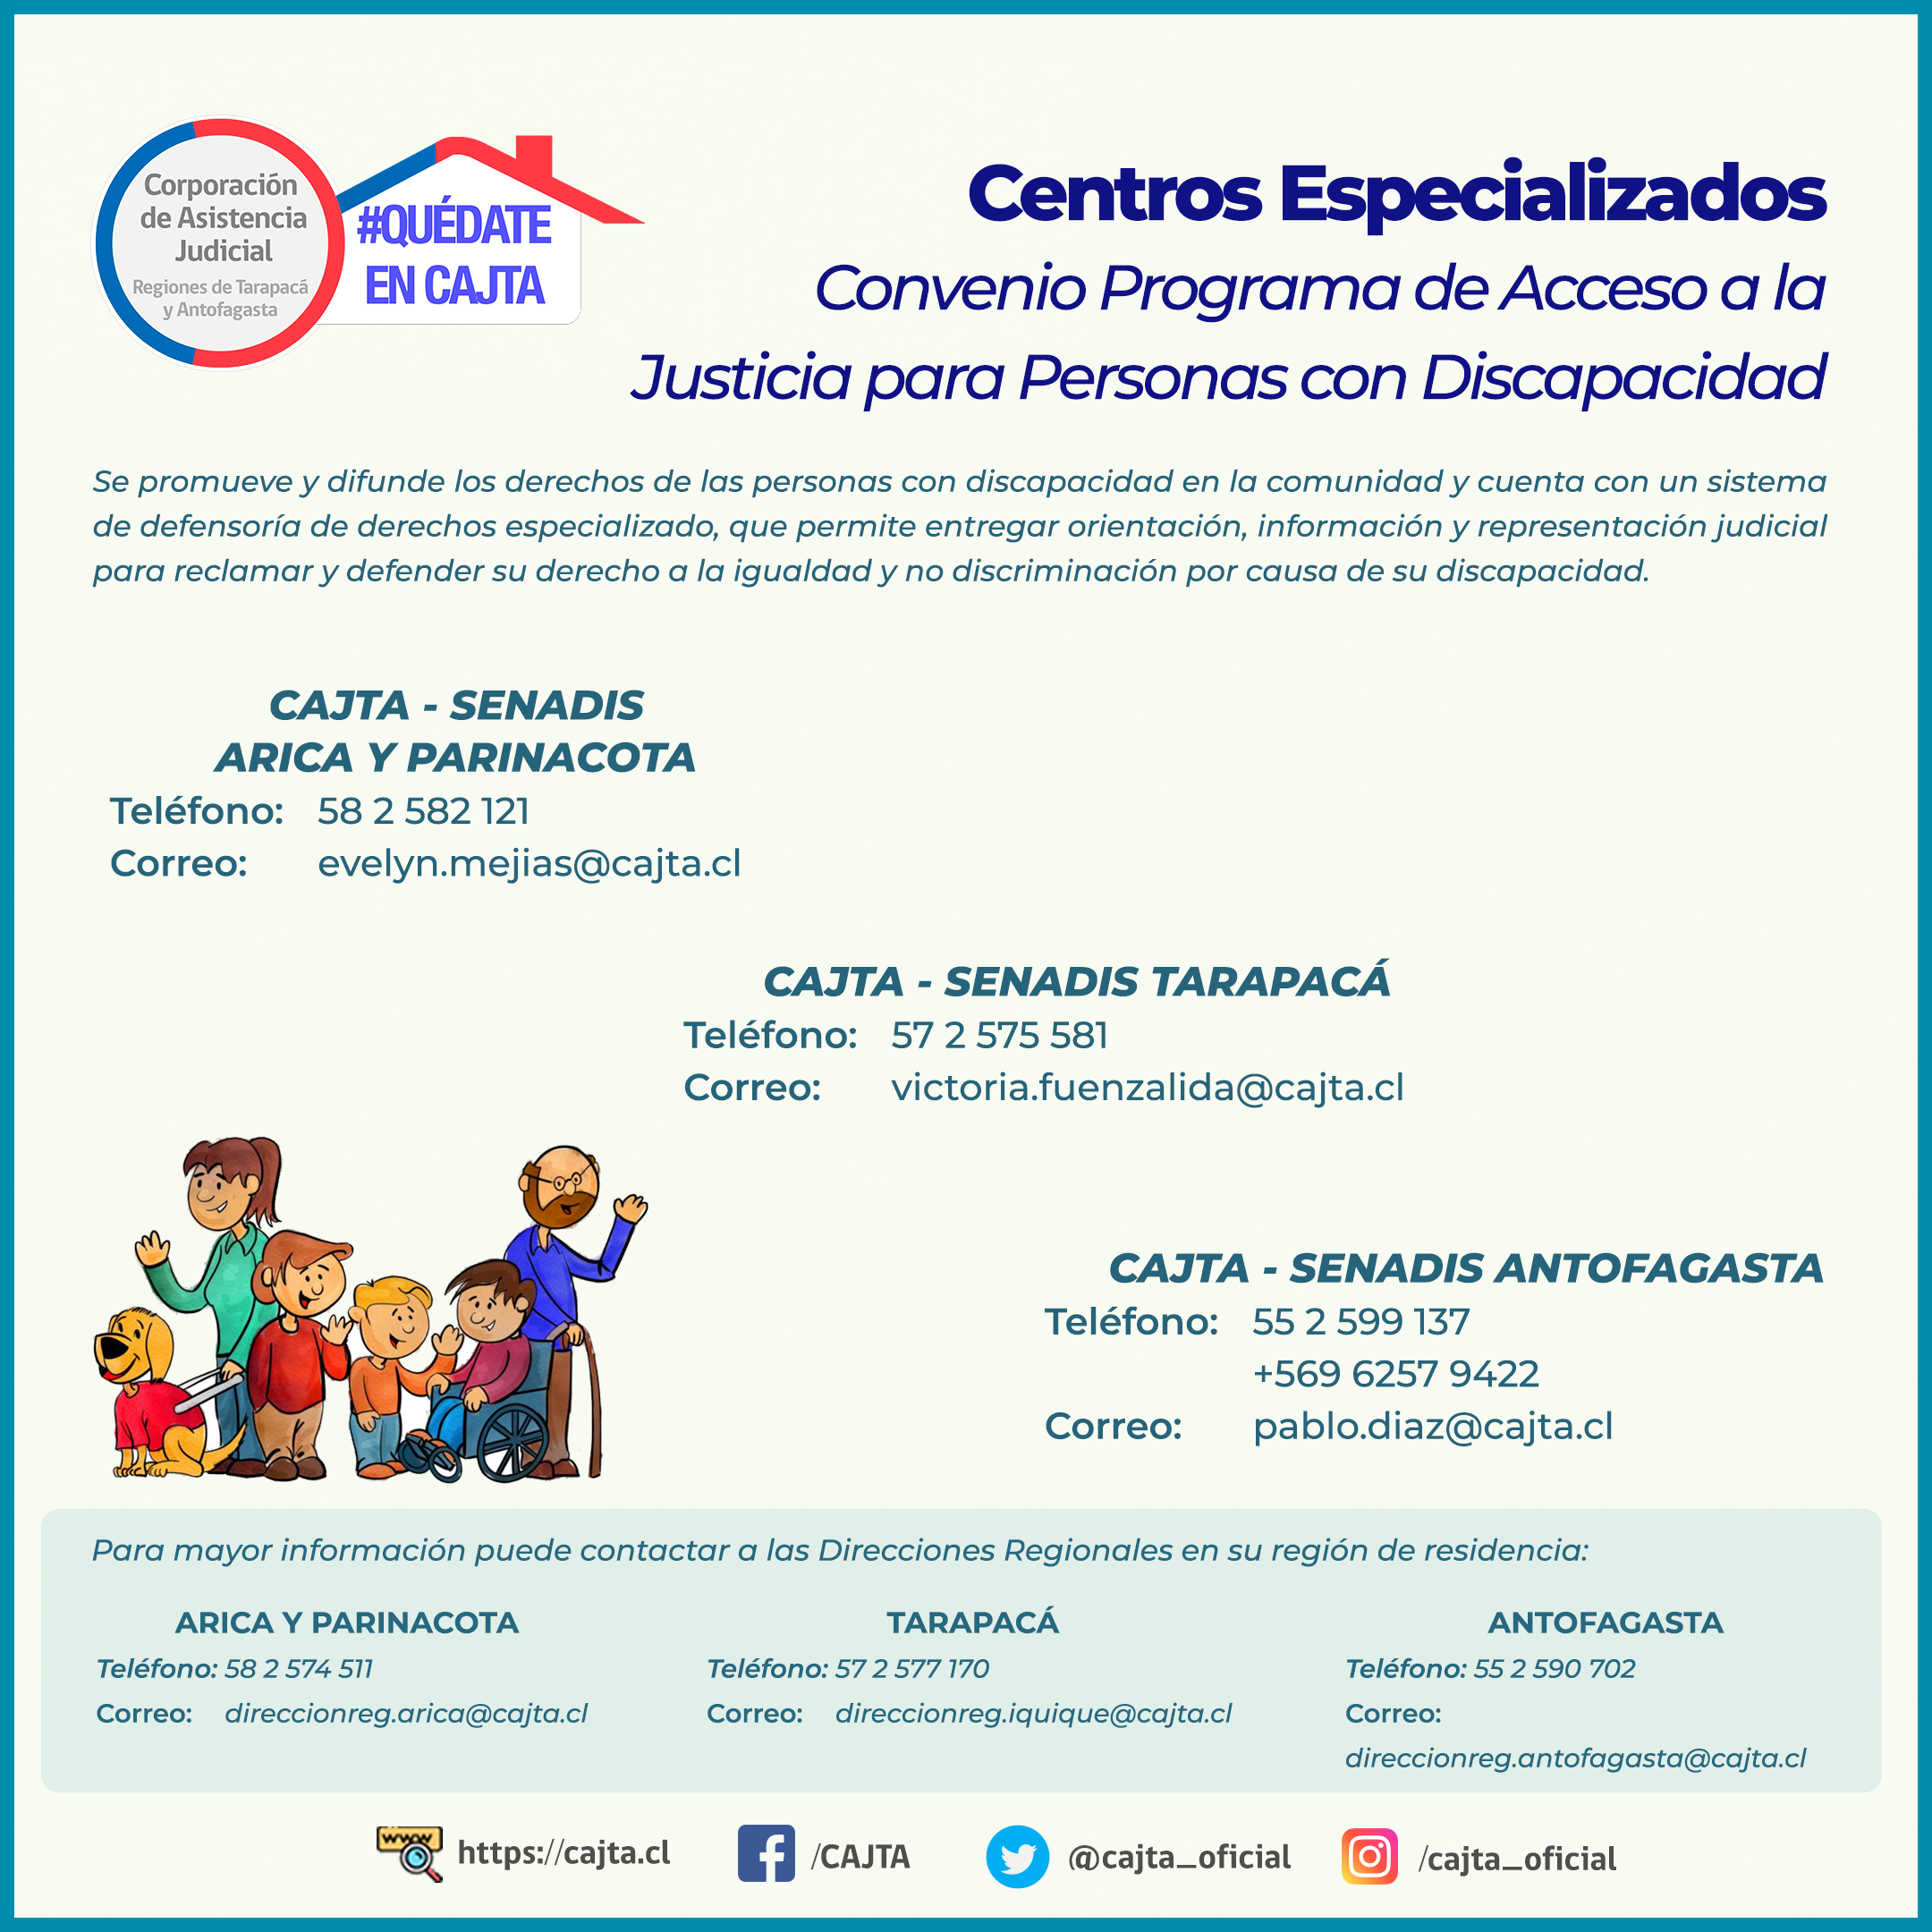 Corporación
de Asistencia
Judicial
Regiones de Tarapacá
y Antofagasta
#QUÉDATE
EN CAJTA
Centros Especializados
Convenio Programa de Acceso a la
Justicia para Personas con Discapacidad
Se promueve y difunde los derechos de las personas con discapacidad en la comunidad y cuenta con un sistema
de defensoría de derechos especializado, que permite entregar orientación, información y representación judicial
para reclamar y defender su derecho a la igualdad y no discriminación por causa de su discapacidad.
CAJTA - SENADIS
ARICA Y PARINACOTA
Teléfono: 58 2 582 121
Correo: evelyn.mejias@cajta.cl
CAJTA - SENADIS TARAPACÁ
Teléfono: 57 2 575 581
Correo: victoria.fuenzalida@cajta.cl
CAJTA - SENADIS ANTOFAGASTA
Teléfono: 55 2 599 137
+569 6257 9422
Correo: pablo.diaz@cajta.cl
Para mayor información puede contactar a las Direcciones Regionales en su región de residencia:
ARICA Y PARINACOTA
Teléfono: 58 2 574 511
Correo: direccionreg.arica@cajta.cl
TARAPACÁ
Teléfono: 57 2 577 170
Correo: direccionreg.iquique@cajta.cl
ANTOFAGASTA
Teléfono: 55 2 590 702
Correo:
direccionreg.antofagasta@cajta.cl
www https://cajta.cl
/CAJTA
@cajta_oficial
/cajta_oficial